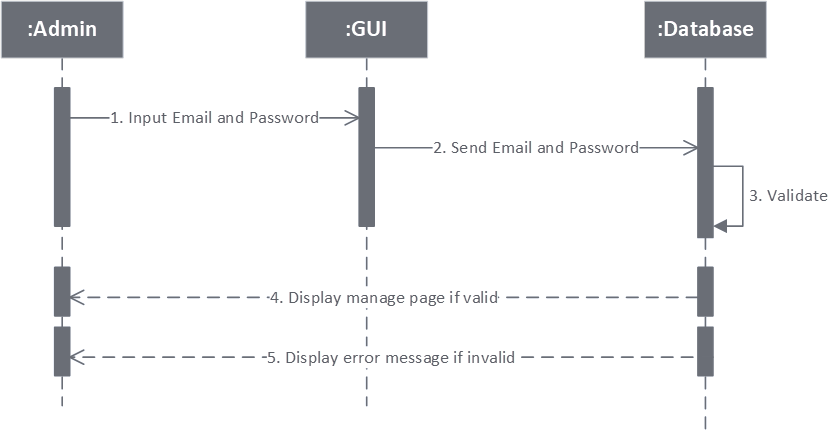 :Admin
:GUI
:Database
1. Input Email and Password
2. Send Email and Password
3. Validate
4. Display manage page if valid
5. Display error message if invalid